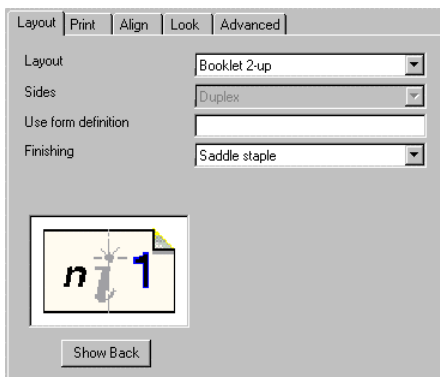 Layout Print Align Look Advanced
Layout Booklet 2-up
Sides Duplex
Use form definition
Finishing Saddle staple
n i 1
Show Back